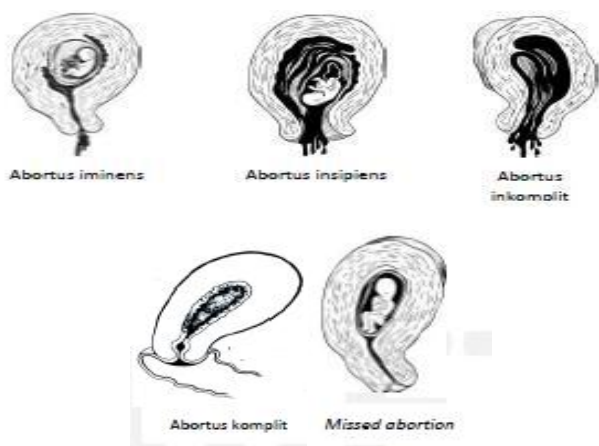 Abortus iminens
Abortus insipiens
Abortus
inkomplit
Abortus komplit
Missed abortion